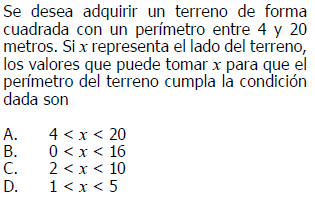 Se desea adquirir un terreno de forma
cuadrada con un perímetro entre 4 y 20
metros. Si x representa el lado del terreno,
los valores que puede tomar x para que el
perímetro del terreno cumpla la condición
dada son
A. 4 < x < 20
B. 0 < x < 16
C. 2 < x < 10
D. 1 < x < 5